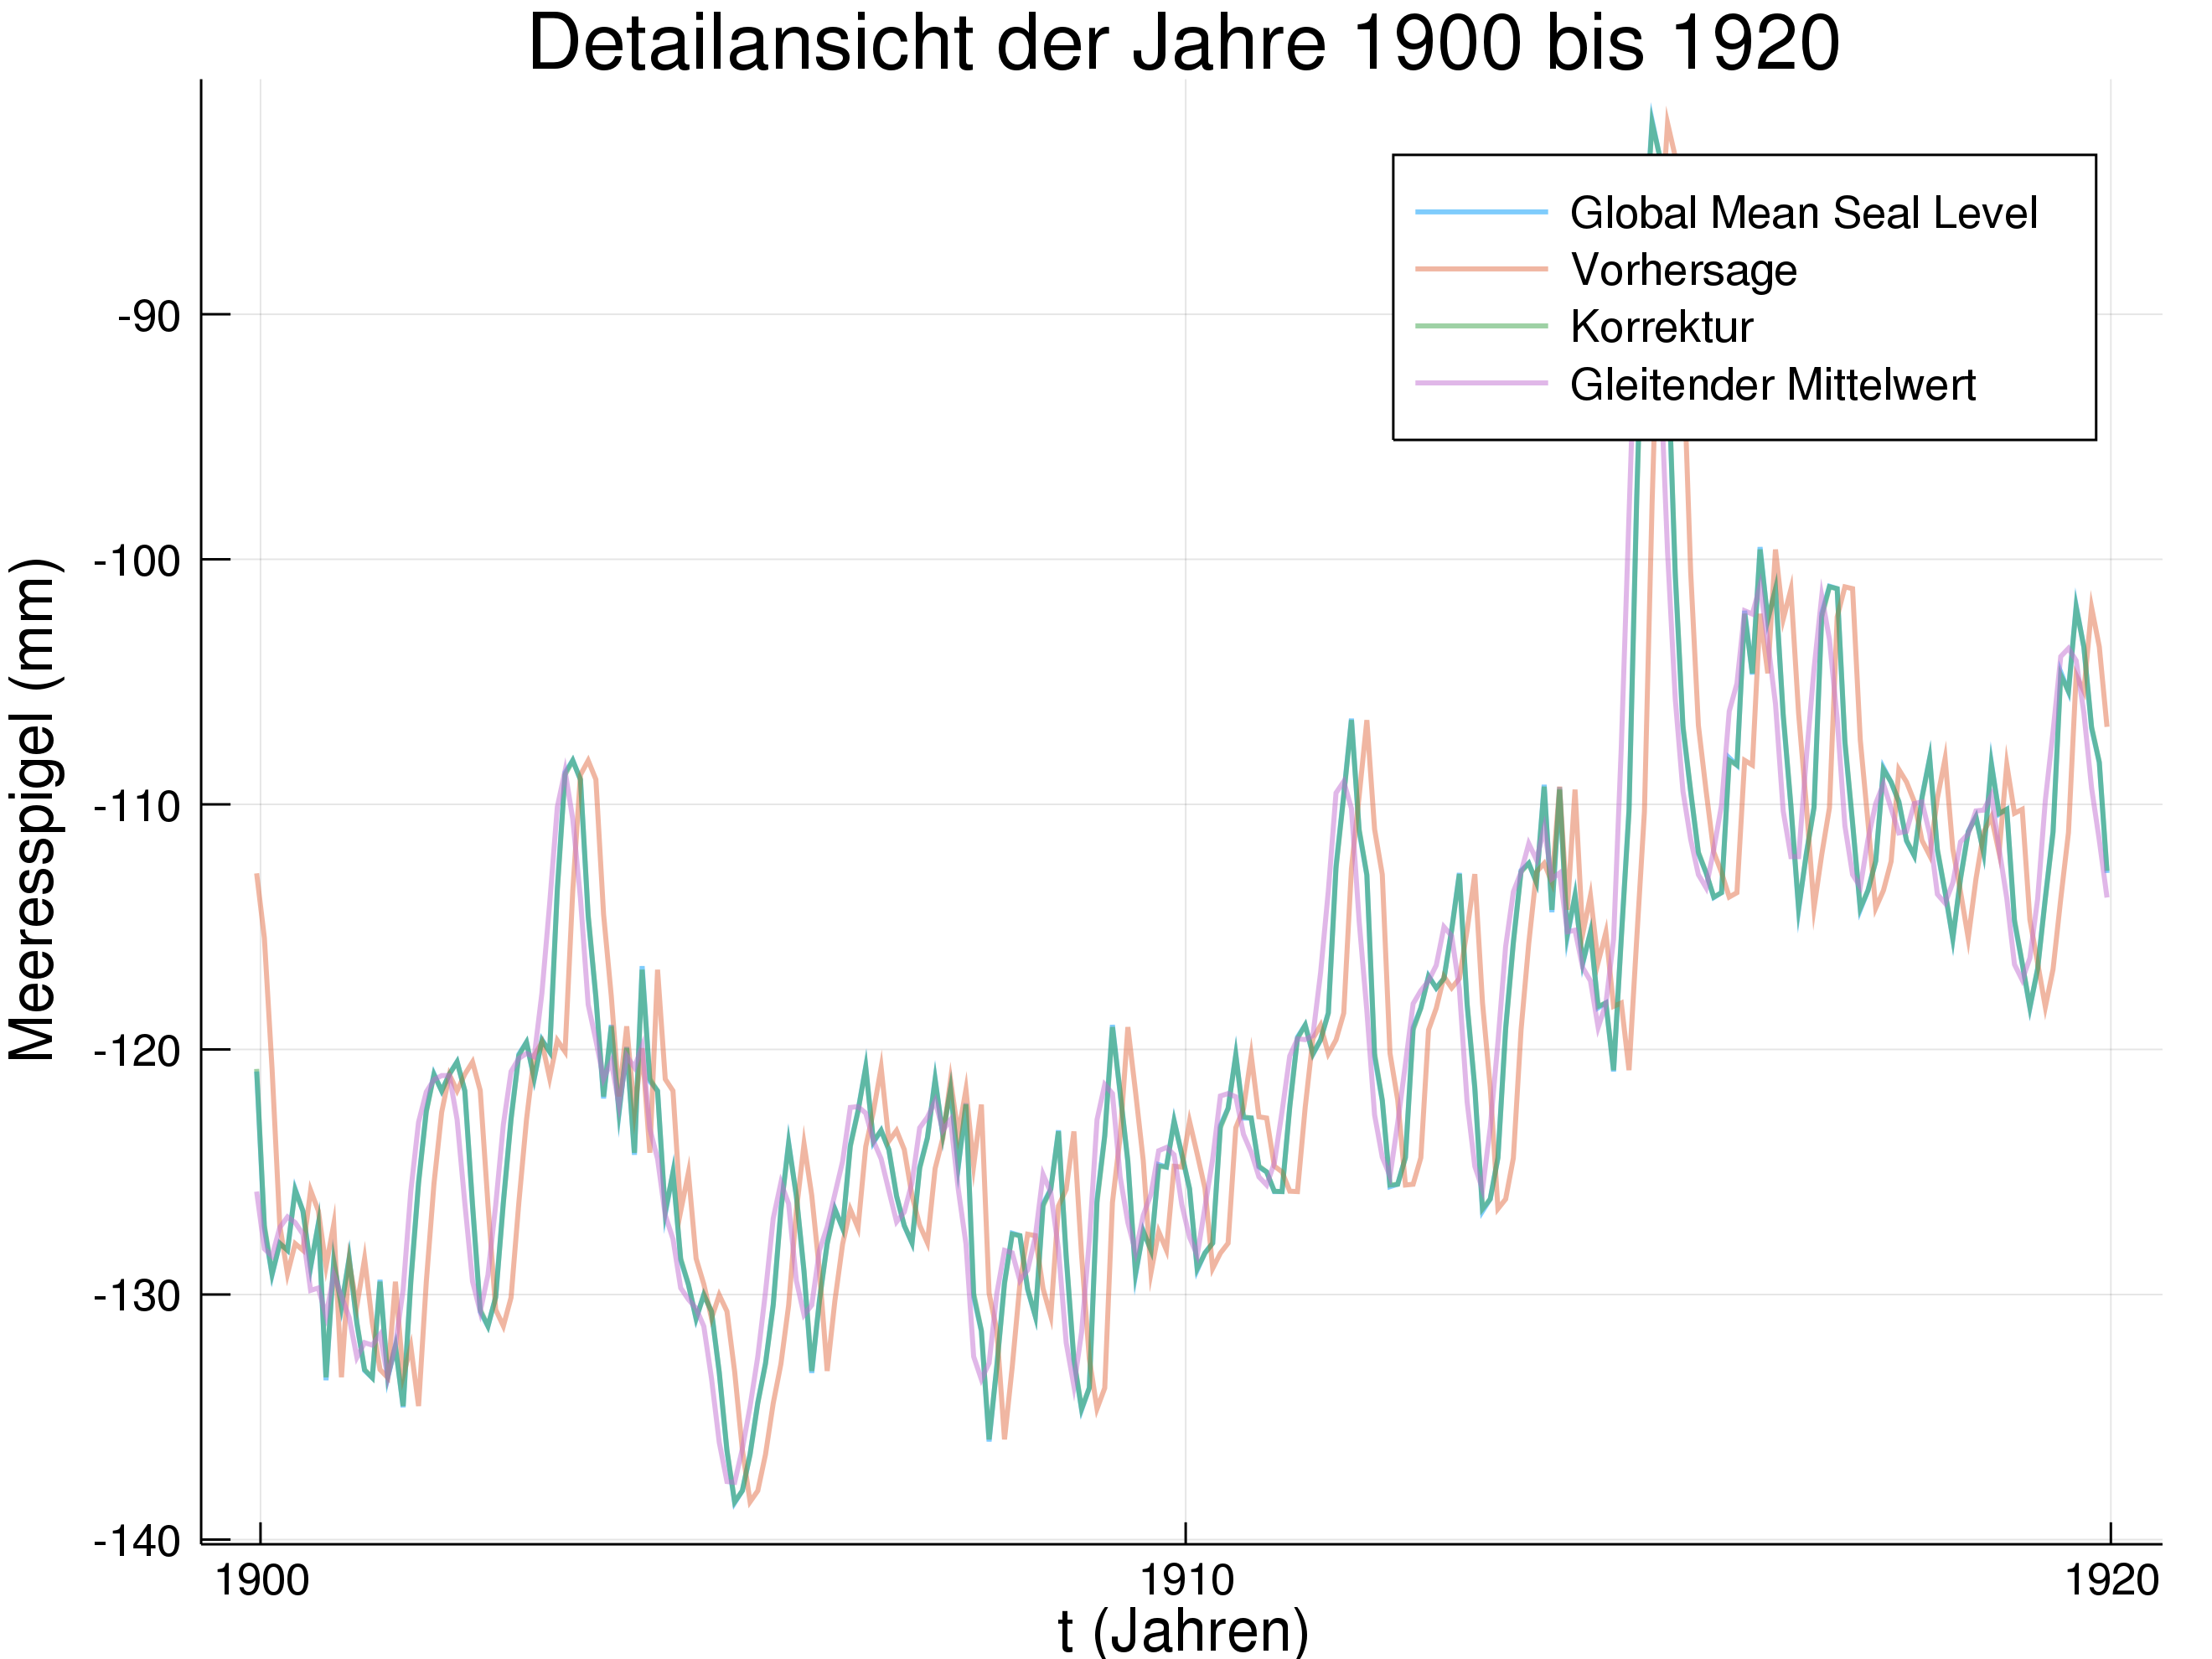 Detailansicht der Jahre 1900 bis 1920
Global Mean Seal Level
Vorhersage
Korrektur
Gleitender Mittelwert
Meeresspigel (mm)
-90
-100
-110
-120
-130
-140
1900 1910 1920
t (Jahren)